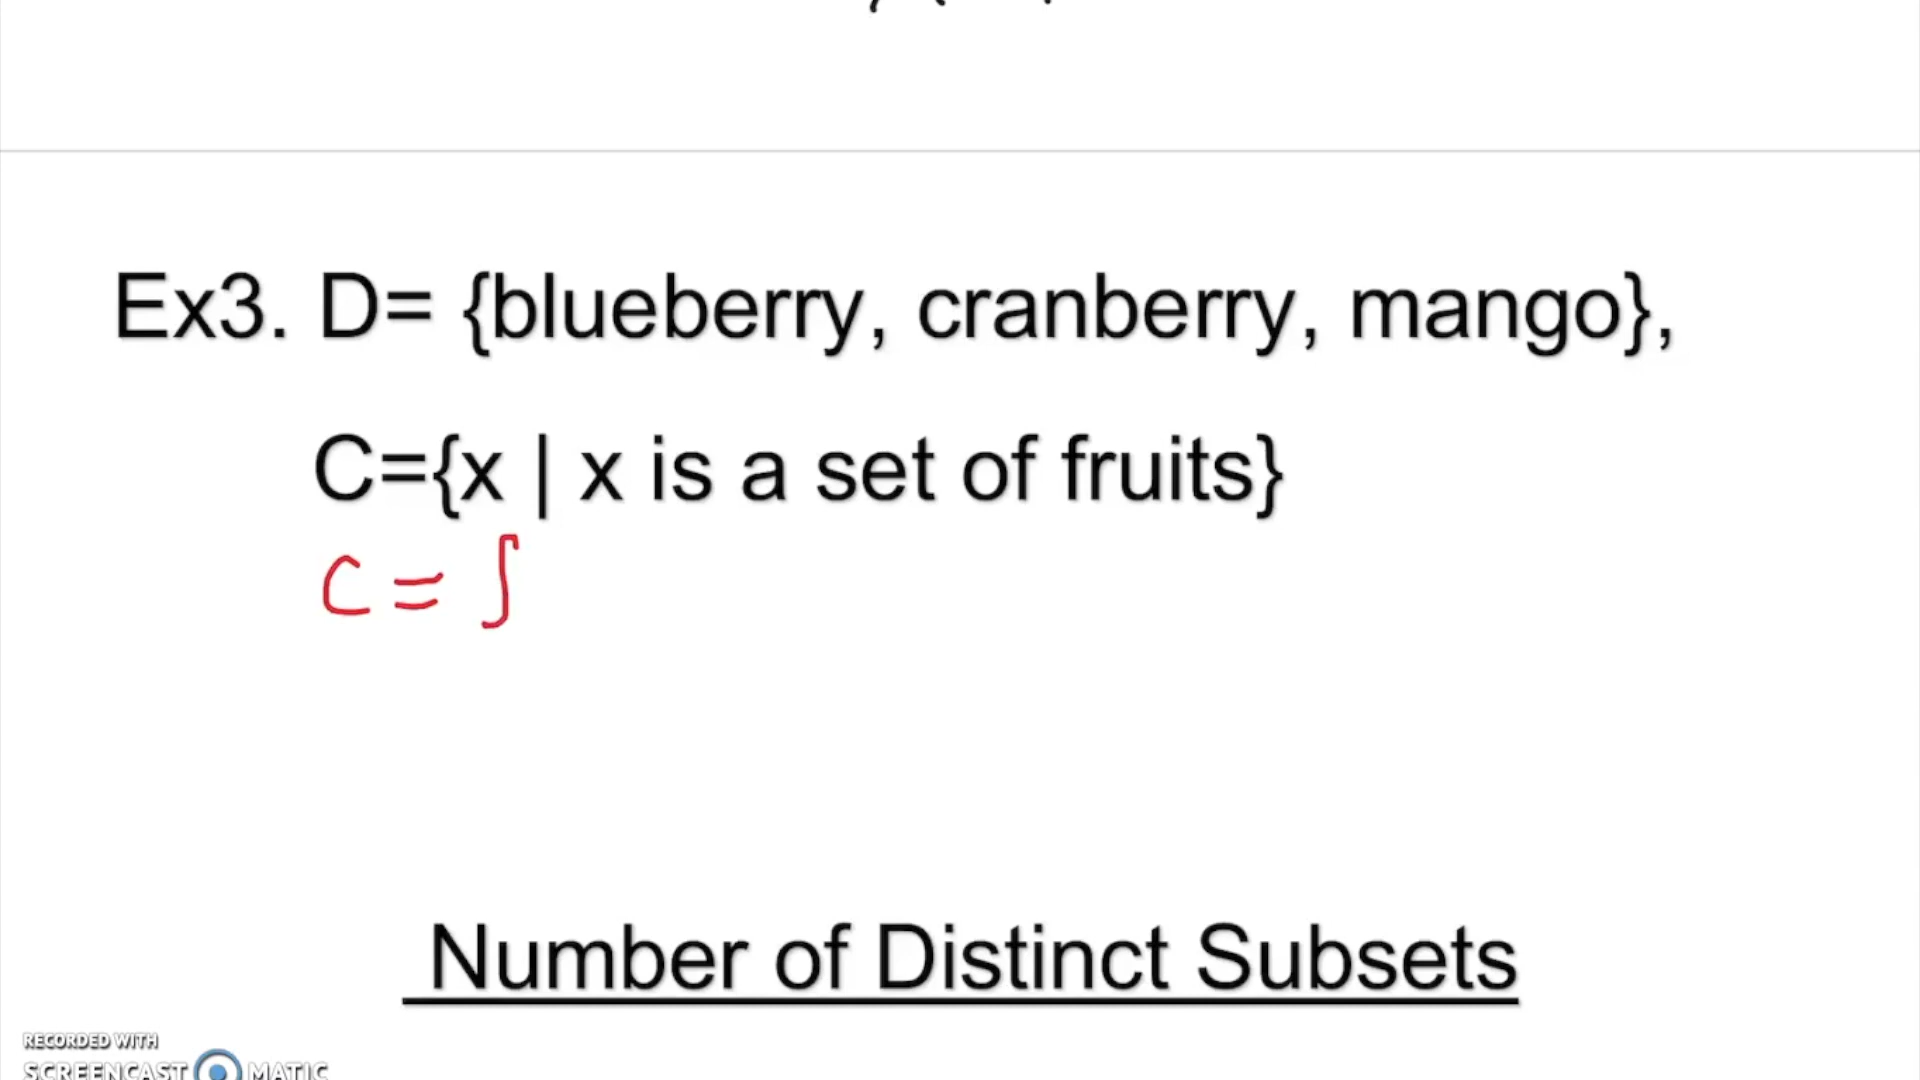 Ex3. D= {blueberry, cranberry, mango},
C={x | x is a set of fruits}
C = {
Number of Distinct Subsets
RECORDED WITH
SCREENCAST MATIC